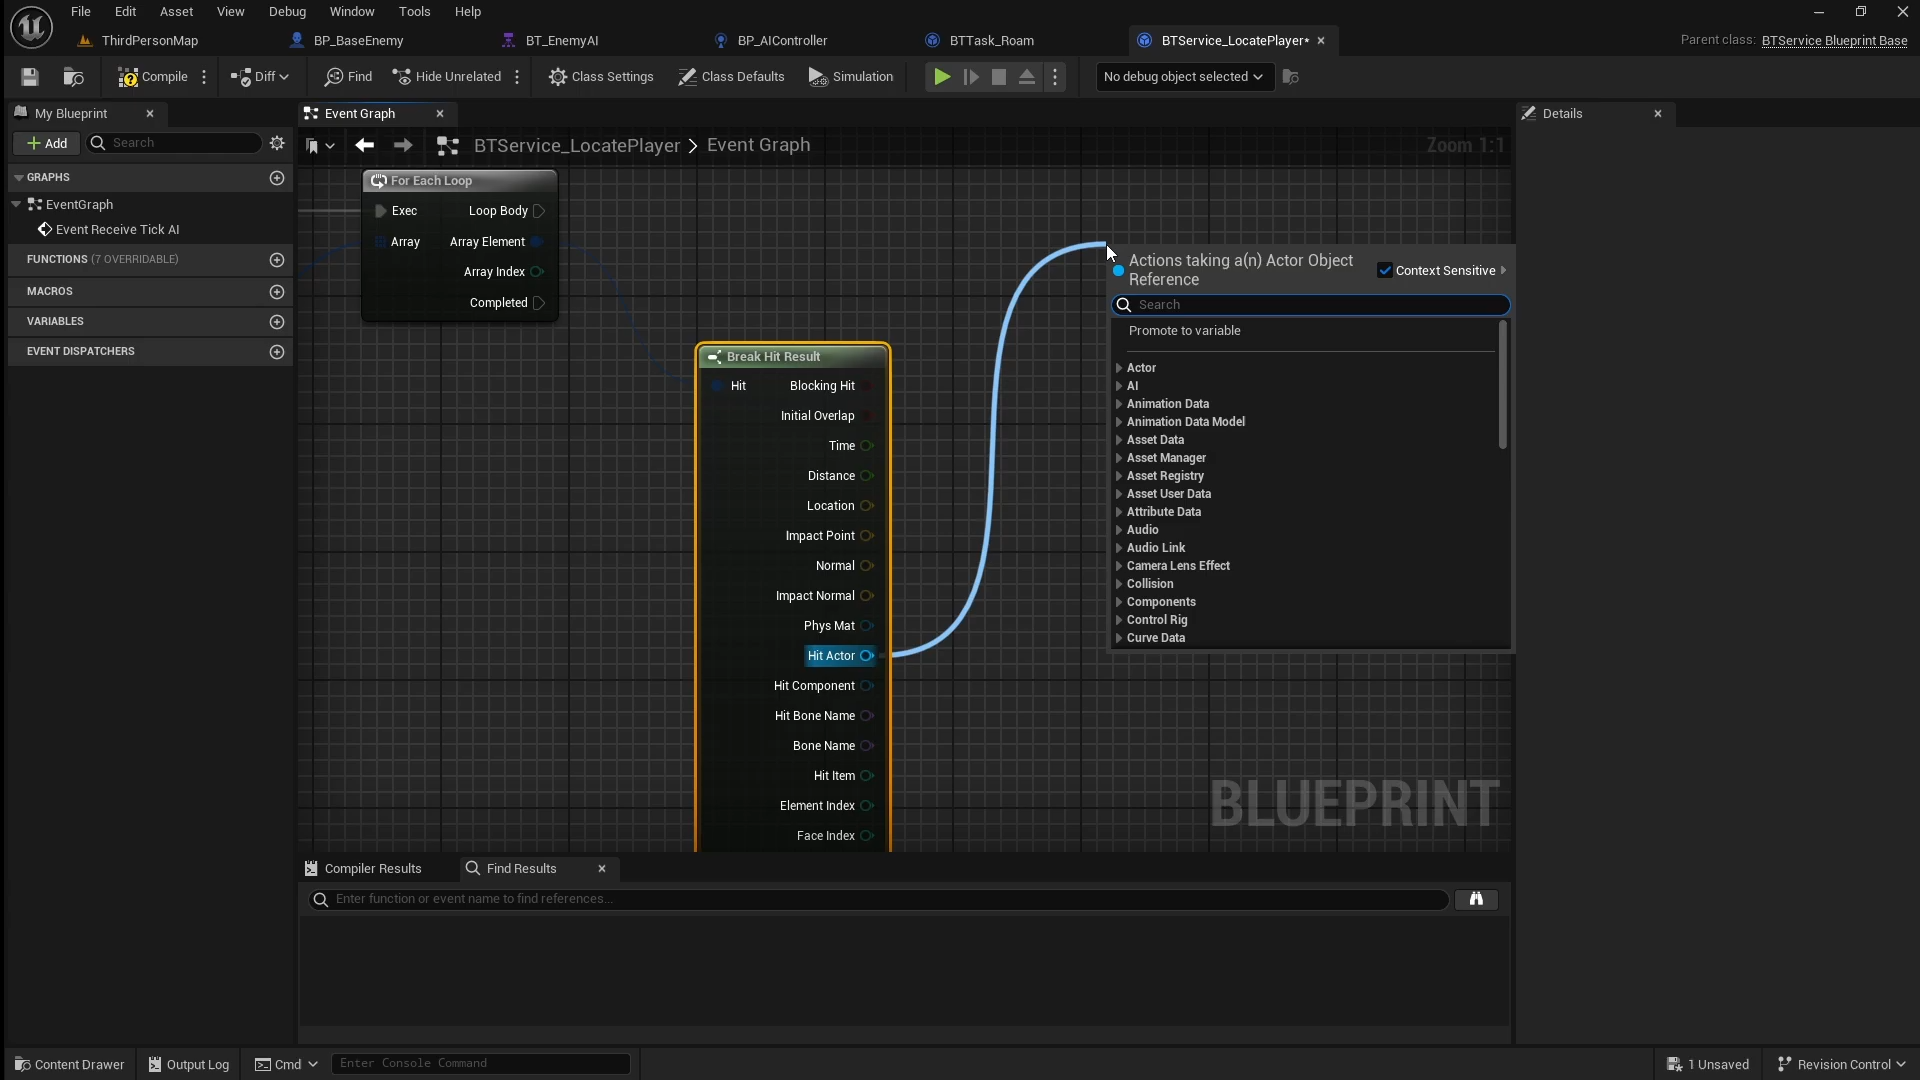 File Edit Asset View Debug Window Tools Help
ThirdPersonMap BP_BaseEnemy BT_EnemyAI BP_AIController BTTask_Roam BTService_LocatePlayer* Parent class: BTService Blueprint Base
Compile Diff Find Hide Unrelated Class Settings Class Defaults Simulation No debug object selected
My Blueprint
Add Search
GRAPHS
EventGraph
Event Receive Tick AI
FUNCTIONS (7 OVERRIDABLE)
MACROS
VARIABLES
EVENT DISPATCHERS
Event Graph
BTService_LocatePlayer > Event Graph
Zoom 1:1
For Each Loop
Exec Loop Body
Array Array Element
Array Index
Completed
Break Hit Result
Hit Blocking Hit
Initial Overlap
Time
Distance
Location
Impact Point
Normal
Impact Normal
Phys Mat
Hit Actor
Hit Component
Hit Bone Name
Bone Name
Hit Item
Element Index
Face Index
Actions taking a(n) Actor Object
Reference
Context Sensitive
Search
Promote to variable
Actor
AI
Animation Data
Animation Data Model
Asset Data
Asset Manager
Asset Registry
Asset User Data
Attribute Data
Audio
Audio Link
Camera Lens Effect
Collision
Components
Control Rig
Curve Data
BLUEPRINT
Details
Compiler Results Find Results
Enter function or event name to find references...
Content Drawer Output Log Cmd Enter Console Command 1 Unsaved Revision Control